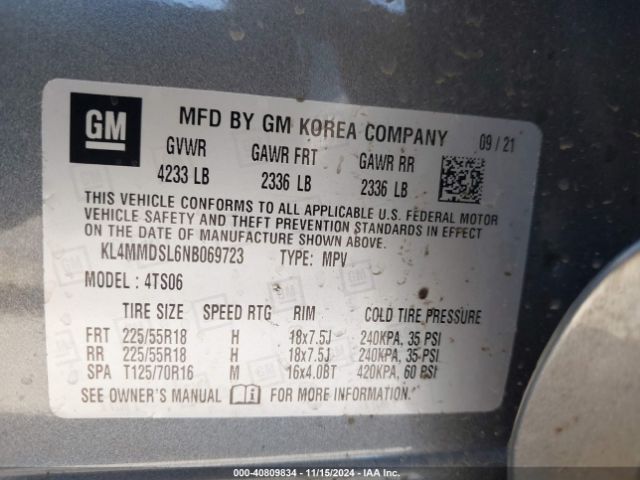 GM
MFD BY GM KOREA COMPANY 09 / 21
GVWR GAWR FRT GAWR RR
4233 LB 2336 LB 2336 LB
THIS VEHICLE CONFORMS TO ALL APPLICABLE U.S. FEDERAL MOTOR
VEHICLE SAFETY AND THEFT PREVENTION STANDARDS IN EFFECT
ON THE DATE OF MANUFACTURE SHOWN ABOVE.
KL4MMDSL6NB069723 TYPE: MPV
MODEL: 4TS06
TIRE SIZE SPEED RTG RIM COLD TIRE PRESSURE
FRT 225/55R18 H 18x7.5J 240KPA, 35 PSI
RR 225/55R18 H 18x7.5J 240KPA, 35 PSI
SPA T125/70R16 M 16x4.0BT 420KPA, 60 PSI
SEE OWNER'S MANUAL FOR MORE INFORMATION.
000-40809834 - 11/15/2024 - IAA Inc.